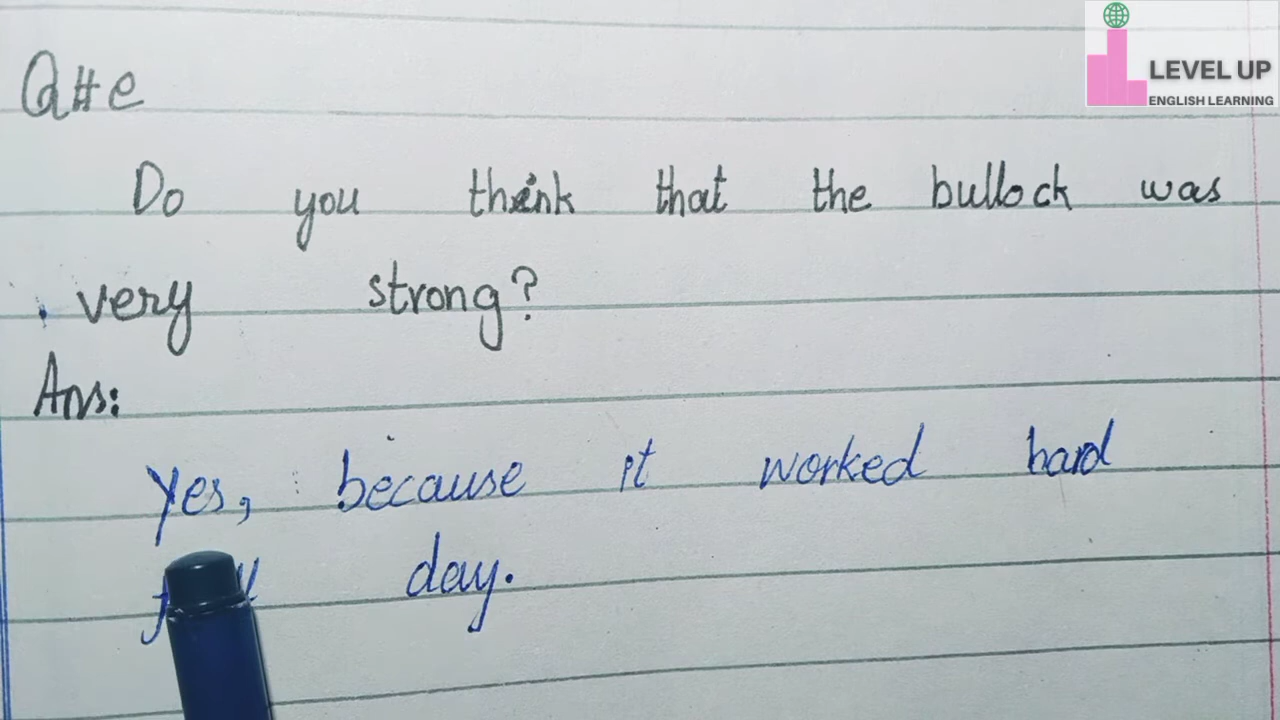 LEVEL UP
ENGLISH LEARNING
Q#e
Do you think that the bullock was
very strong?
Ans:
Yes, because it worked hard
day.